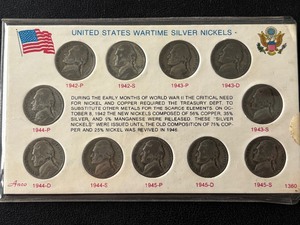 UNITED STATES WARTIME SILVER NICKELS -
1942-P 1942-S 1943-P 1943-D
DURING THE EARLY MONTHS OF WORLD WAR II THE CRITICAL NEED
FOR NICKEL AND COPPER REQUIRED THE TREASURY DEPT. TO
SUBSTITUTE OTHER METALS FOR THE SCARCE ELEMENTS. ON
OCTOBER 8, 1942 THE NEW NICKELS COMPOSED OF 56% COPPER, 35%
SILVER, AND 9% MANGANESE WERE RELEASED. THESE "SILVER
NICKELS" WERE ISSUED UNTIL THE OLD COMPOSITION OF 75% COP-
PER AND 25% NICKEL WAS REVIVED IN 1946.
1944-P 1943-S
1944-D 1944-S 1945-P 1945-D 1945-S 1390